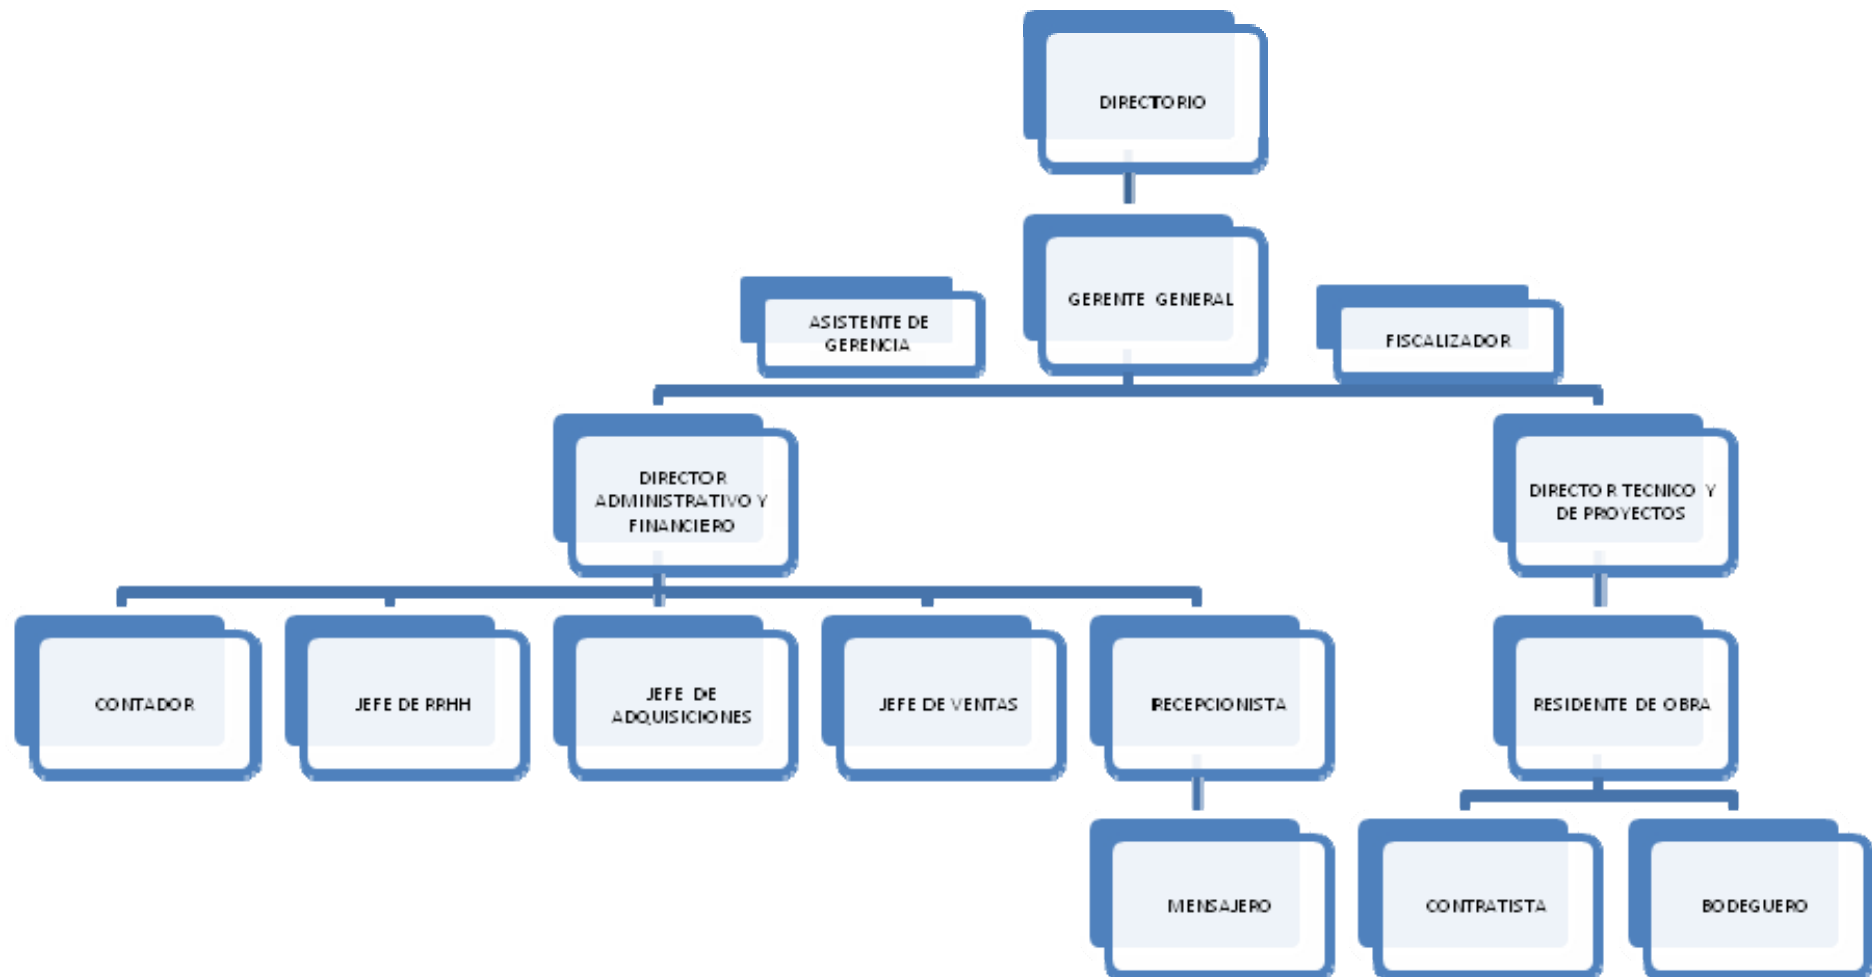 DIRECTORIO
GERENTE GENERAL
ASISTENTE DE
GERENCIA
FISCALIZADOR
DIRECTOR
ADMINISTRATIVO Y
FINANCIERO
DIRECTOR TECNICO Y
DE PROYECTOS
CONTADOR
JEFE DE RRHH
JEFE DE
ADQUISICIONES
JEFE DE VENTAS
RECEPCIONISTA
RESIDENTE DE OBRA
MENSAJERO
CONTRATISTA
BODEGUERO